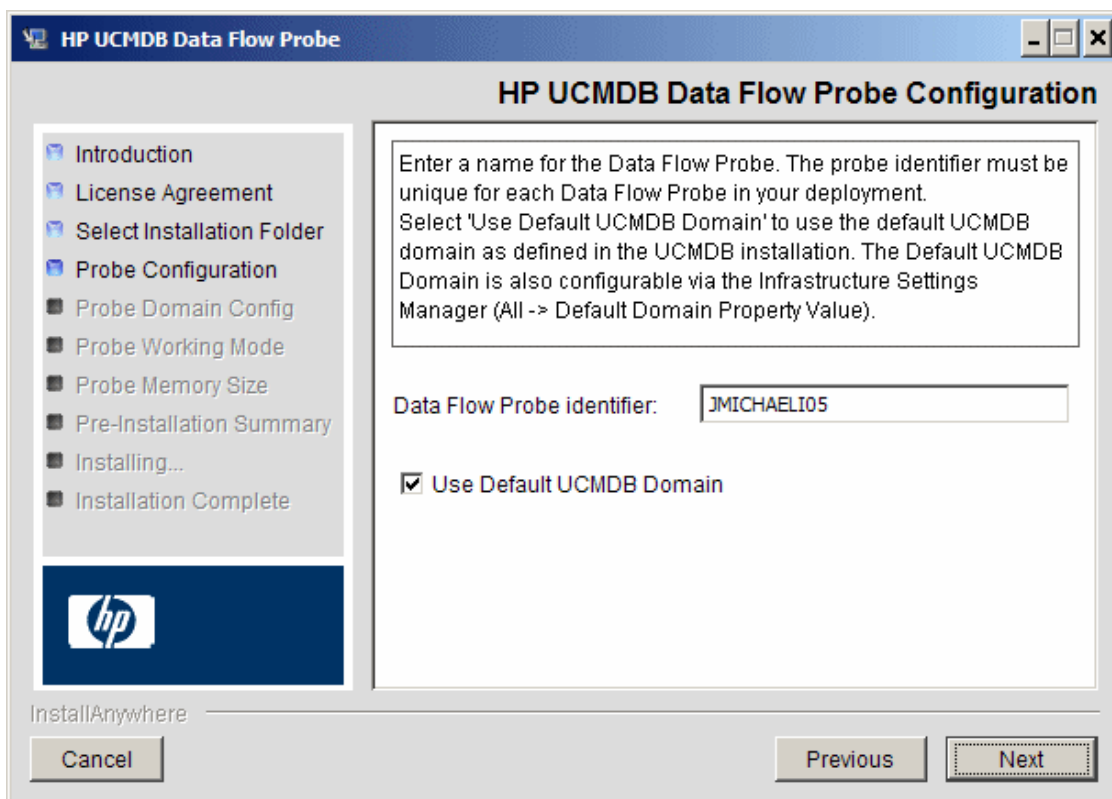 HP UCMDB Data Flow Probe
HP UCMDB Data Flow Probe Configuration
Introduction
License Agreement
Select Installation Folder
Probe Configuration
Probe Domain Config
Probe Working Mode
Probe Memory Size
Pre-Installation Summary
Installing...
Installation Complete
hp
Enter a name for the Data Flow Probe. The probe identifier must be
unique for each Data Flow Probe in your deployment.
Select 'Use Default UCMDB Domain' to use the default UCMDB
domain as defined in the UCMDB installation. The Default UCMDB
Domain is also configurable via the Infrastructure Settings
Manager (All -> Default Domain Property Value).
Data Flow Probe identifier: JMICHAELI05
Use Default UCMDB Domain
InstallAnywhere
Cancel Previous Next